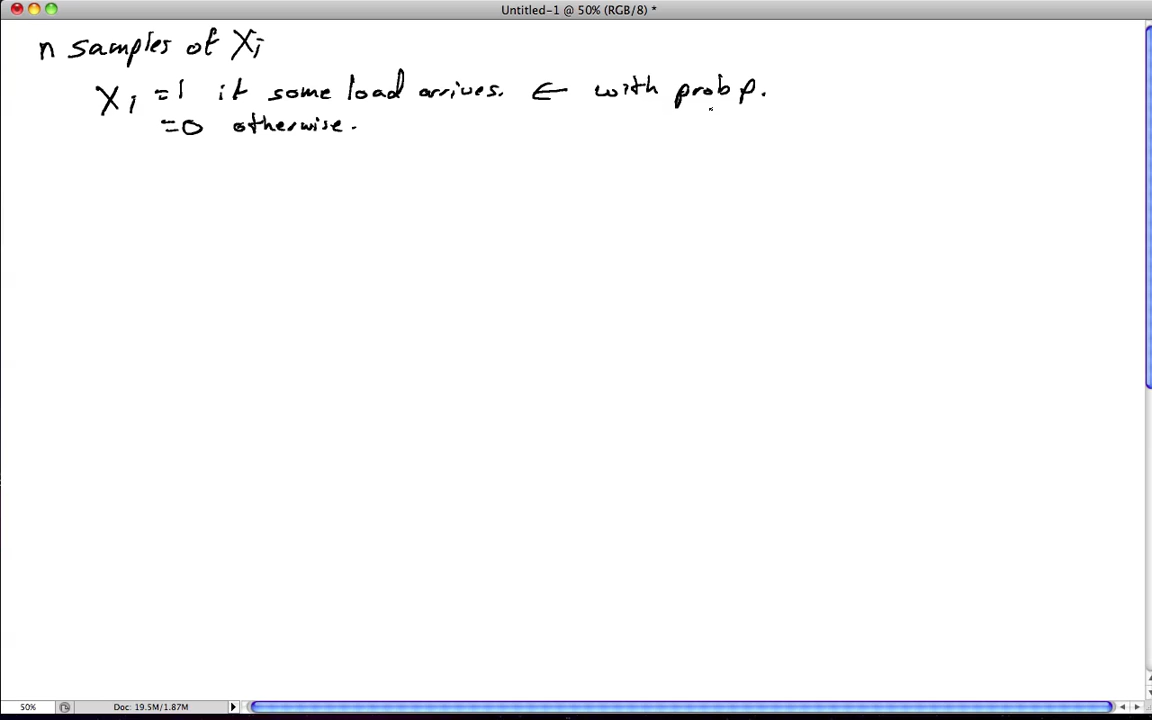 Untitled-1 @ 50% (RGB/8) *
n samples of Xi
Xi =1 if some load arrives. ← with prob p.
=0 otherwise.
50% Doc: 19.5M/1.87M